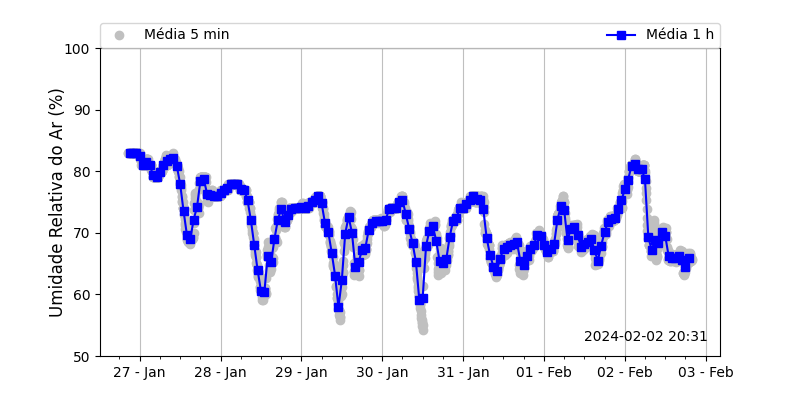 Média 5 min
Média 1 h
Umidade Relativa do Ar (%)
100
90
80
70
60
50
2024-02-02 20:31
27 - Jan
28 - Jan
29 - Jan
30 - Jan
31 - Jan
01 - Feb
02 - Feb
03 - Feb